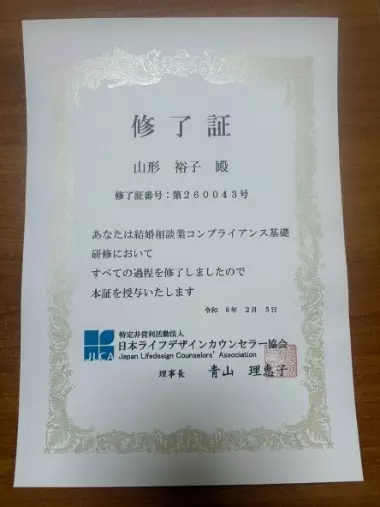 修了証
山形 裕子 殿
修了証番号：第260043号
あなたは結婚相談業コンプライアンス基礎
研修において
すべての過程を修了しましたので
本証を授与いたします
令和 8年 2月 5日
特定非営利活動法人
日本ライフデザインカウンセラー協会
JLCA
Japan Lifedesign Counselors' Association
理事長 青山 理恵子